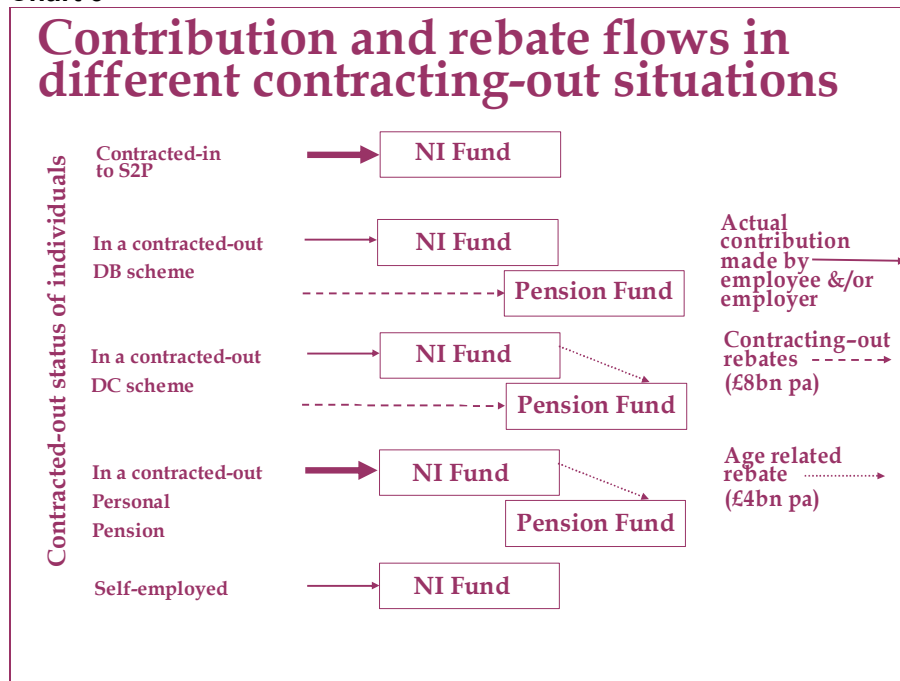 Contribution and rebate flows in
different contracting-out situations
Contracted-out status of individuals
Contracted-in
to S2P
NI Fund
In a contracted-out
DB scheme
NI Fund
Pension Fund
Actual
contribution
made by
employee &/or
employer
In a contracted-out
DC scheme
NI Fund
Pension Fund
Contracting-out
rebates
(£8bn pa)
In a contracted-out
Personal
Pension
NI Fund
Pension Fund
Age related
rebate
(£4bn pa)
Self-employed
NI Fund